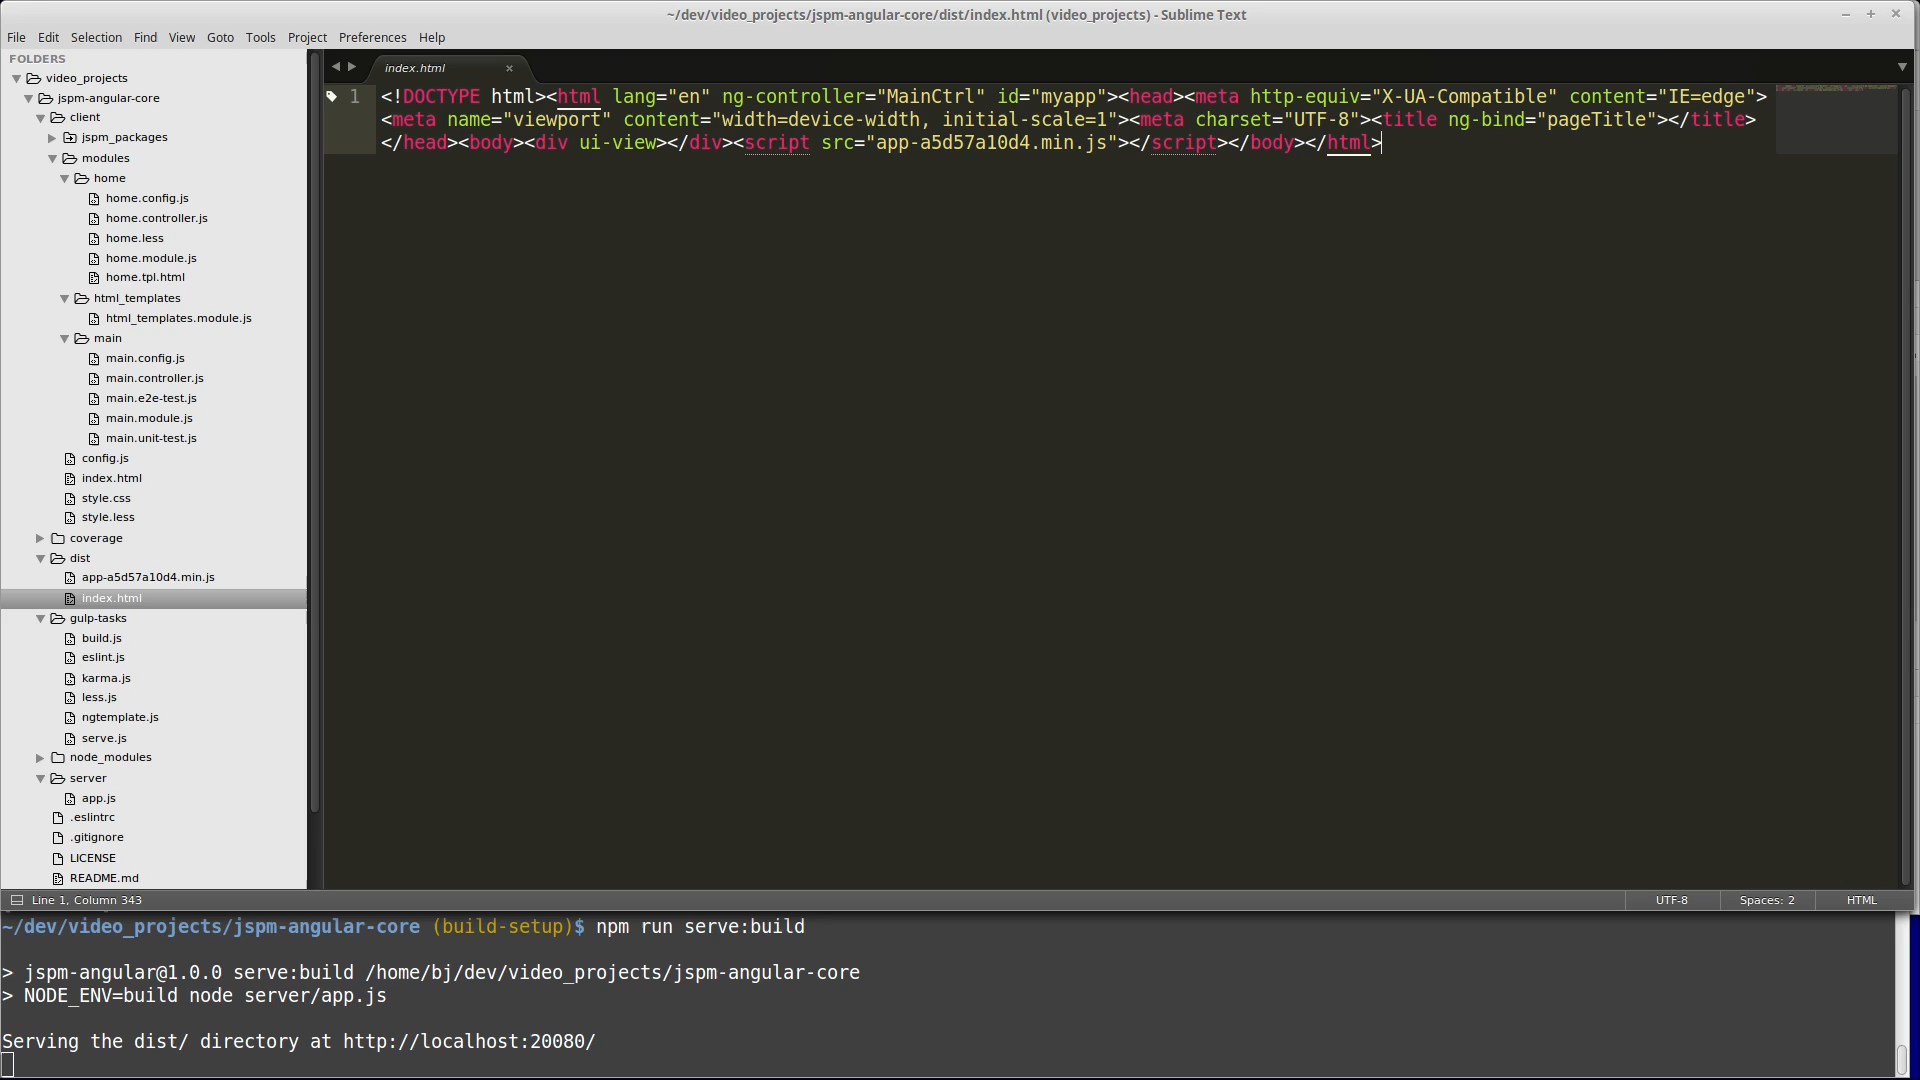 ~/dev/video_projects/jspm-angular-core/dist/index.html (video_projects) - Sublime Text
File Edit Selection Find View Goto Tools Project Preferences Help
FOLDERS
video_projects
jspm-angular-core
client
jspm_packages
modules
home
home.config.js
home.controller.js
home.less
home.module.js
home.tpl.html
html_templates
html_templates.module.js
main
main.config.js
main.controller.js
main.e2e-test.js
main.module.js
main.unit-test.js
config.js
index.html
style.css
style.less
coverage
dist
app-a5d57a10d4.min.js
index.html
gulp-tasks
build.js
eslint.js
karma.js
less.js
ngtemplate.js
serve.js
node_modules
server
app.js
.eslintrc
.gitignore
LICENSE
README.md
index.html
1 <!DOCTYPE html><html lang="en" ng-controller="MainCtrl" id="myapp"><head><meta http-equiv="X-UA-Compatible" content="IE=edge">
<meta name="viewport" content="width=device-width, initial-scale=1"><meta charset="UTF-8"><title ng-bind="pageTitle"></title>
</head><body><div ui-view></div><script src="app-a5d57a10d4.min.js"></script></body></html>
Line 1, Column 343 UTF-8 Spaces: 2 HTML
~/dev/video_projects/jspm-angular-core (build-setup)$ npm run serve:build
> jspm-angular@1.0.0 serve:build /home/bj/dev/video_projects/jspm-angular-core
> NODE_ENV=build node server/app.js
Serving the dist/ directory at http://localhost:20080/